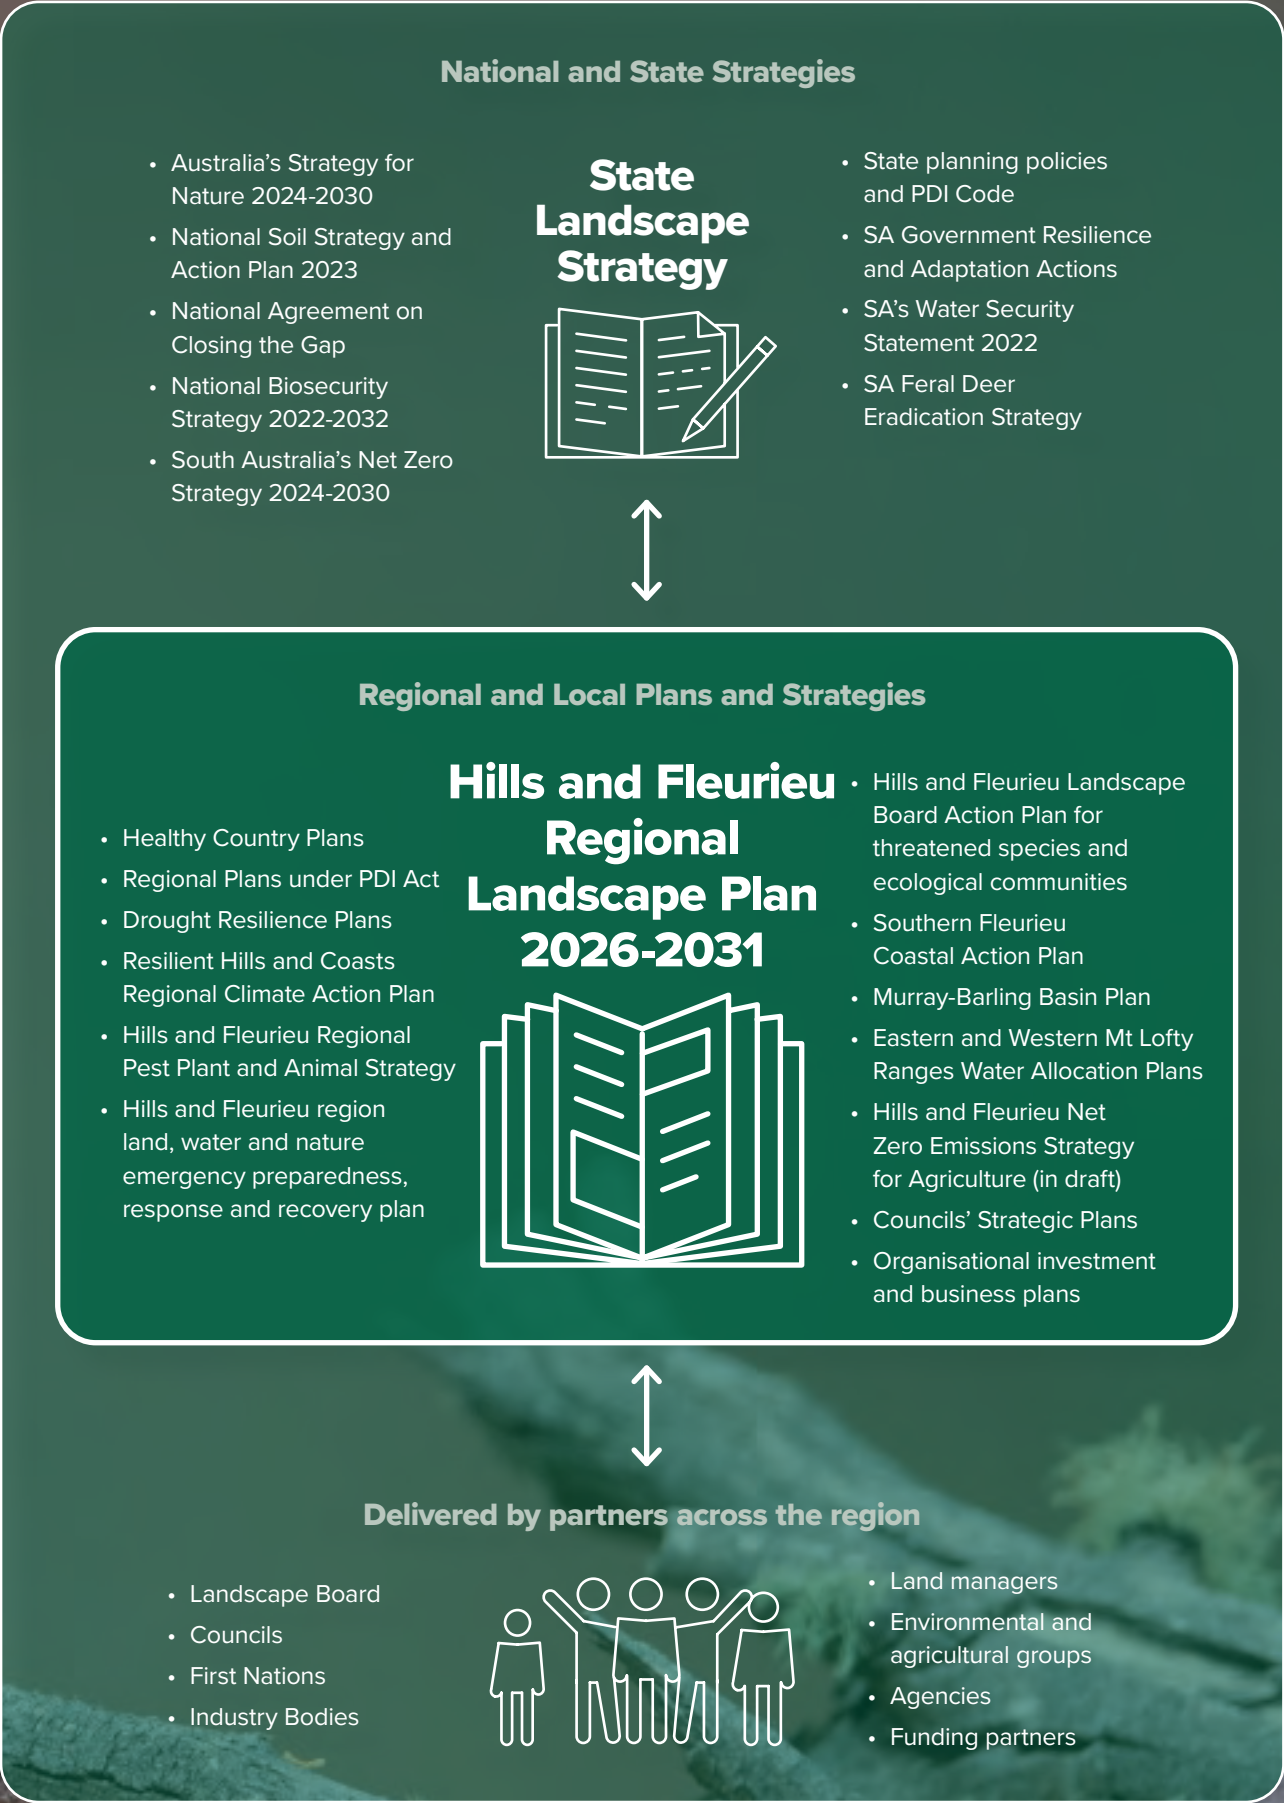 National and State Strategies
• Australia’s Strategy for
Nature 2024-2030
• National Soil Strategy and
Action Plan 2023
• National Agreement on
Closing the Gap
• National Biosecurity
Strategy 2022-2032
• South Australia’s Net Zero
Strategy 2024-2030
State
Landscape
Strategy
• State planning policies
and PDI Code
• SA Government Resilience
and Adaptation Actions
• SA’s Water Security
Statement 2022
• SA Feral Deer
Eradication Strategy
Regional and Local Plans and Strategies
• Healthy Country Plans
• Regional Plans under PDI Act
• Drought Resilience Plans
• Resilient Hills and Coasts
Regional Climate Action Plan
• Hills and Fleurieu Regional
Pest Plant and Animal Strategy
• Hills and Fleurieu region
land, water and nature
emergency preparedness,
response and recovery plan
Hills and Fleurieu
Regional
Landscape Plan
2026-2031
• Hills and Fleurieu Landscape
Board Action Plan for
threatened species and
ecological communities
• Southern Fleurieu
Coastal Action Plan
• Murray-Barling Basin Plan
• Eastern and Western Mt Lofty
Ranges Water Allocation Plans
• Hills and Fleurieu Net
Zero Emissions Strategy
for Agriculture (in draft)
• Councils’ Strategic Plans
• Organisational investment
and business plans
Delivered by partners across the region
• Landscape Board
• Councils
• First Nations
• Industry Bodies
• Land managers
• Environmental and
agricultural groups
• Agencies
• Funding partners